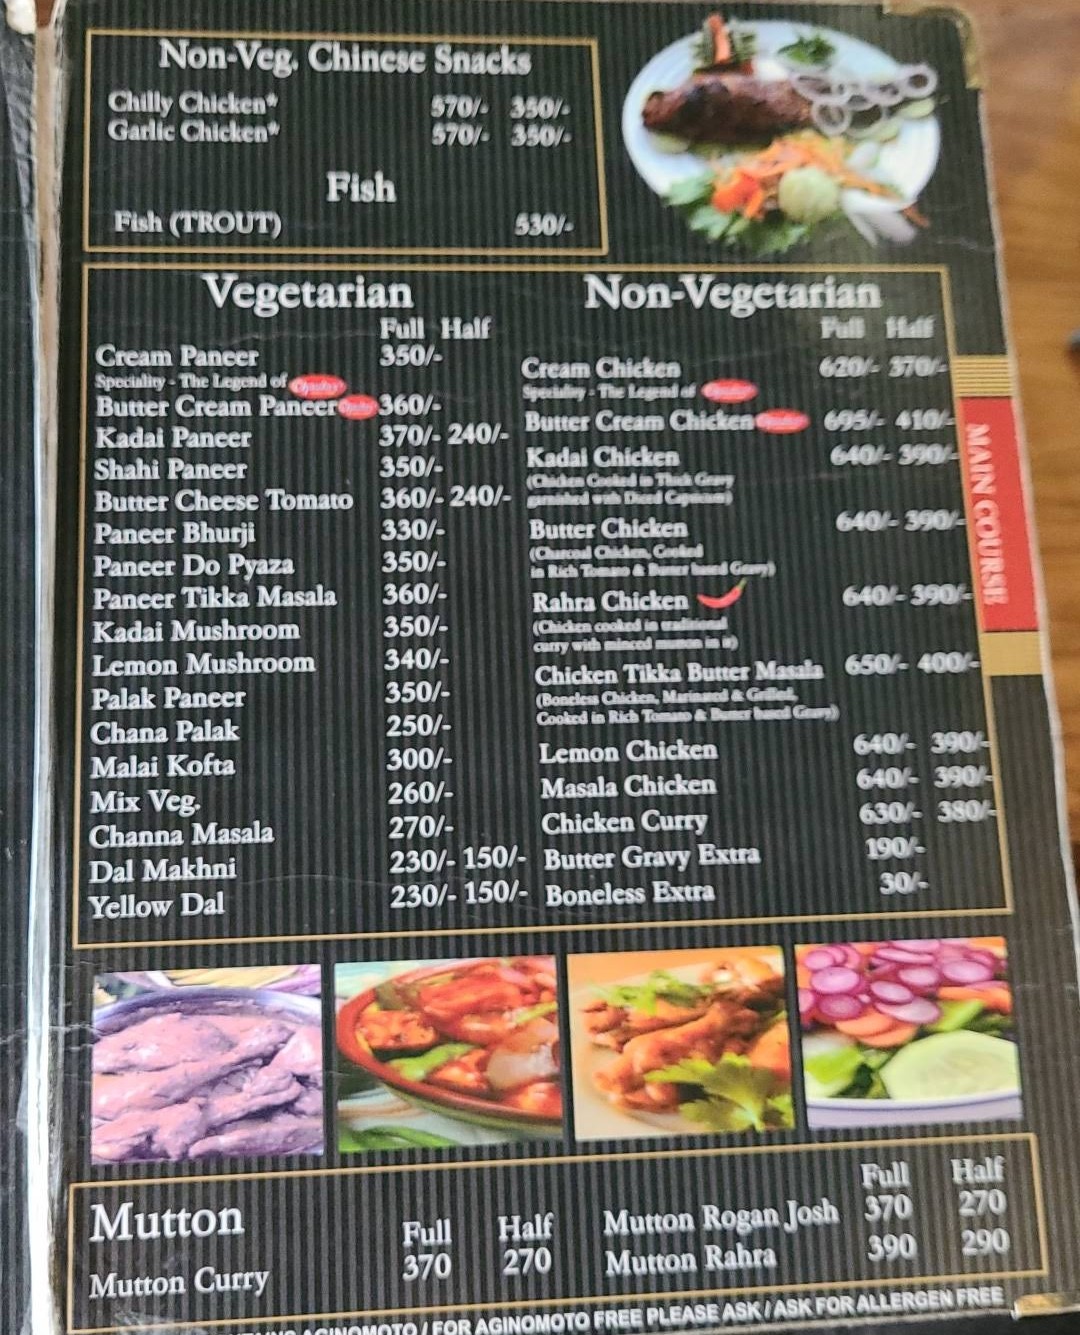 Non-Veg. Chinese Snacks
Chilly Chicken* 570/- 350/-
Garlic Chicken* 570/- 350/-
Fish
Fish (TROUT) 530/-
Vegetarian
Full Half
Cream Paneer 350/-
Speciality - The Legend of
Butter Cream Paneer 360/-
Kadai Paneer 370/- 240/-
Shahi Paneer 350/-
Butter Cheese Tomato 360/- 240/-
Paneer Bhurji 330/-
Paneer Do Pyaza 350/-
Paneer Tikka Masala 360/-
Kadai Mushroom 350/-
Lemon Mushroom 340/-
Palak Paneer 350/-
Chana Palak 250/-
Malai Kofta 300/-
Mix Veg. 260/-
Channa Masala 270/-
Dal Makhni 230/- 150/-
Yellow Dal 230/- 150/-
Non-Vegetarian
Full Half
Cream Chicken 620/- 370/-
Speciality - The Legend of
Butter Cream Chicken 695/- 410/-
Kadai Chicken 640/- 390/-
(Chicken Cooked in Thick Gravy
garnished with Diced Capsicum)
Butter Chicken 640/- 390/-
(Charcoal Chicken, Cooked
in Rich Tomato & Butter based Gravy)
Rahra Chicken 640/- 390/-
(Chicken cooked in traditional
curry with minced mutton in it)
Chicken Tikka Butter Masala 650/- 400/-
(Boneless Chicken, Marinated & Grilled,
Cooked in Rich Tomato & Butter based Gravy)
Lemon Chicken 640/- 390/-
Masala Chicken 640/- 390/-
Chicken Curry 630/- 380/-
Butter Gravy Extra 190/-
Boneless Extra 30/-
MAIN COURSE
Mutton
Full Half
Mutton Curry 370 270
Full Half
Mutton Rogan Josh 370 270
Mutton Rahra 390 290
AGINOMOTO / FOR AGINOMOTO FREE PLEASE ASK / ASK FOR ALLERGEN FREE